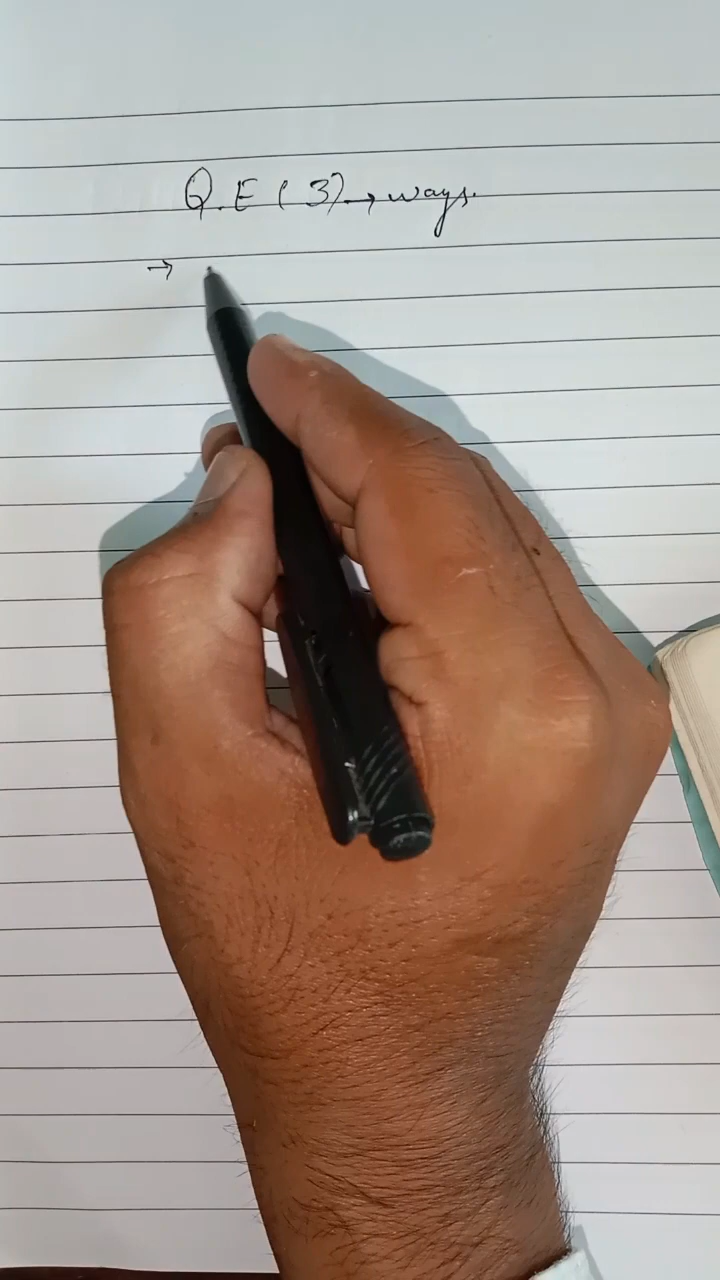 Q.E (3) → ways.
→